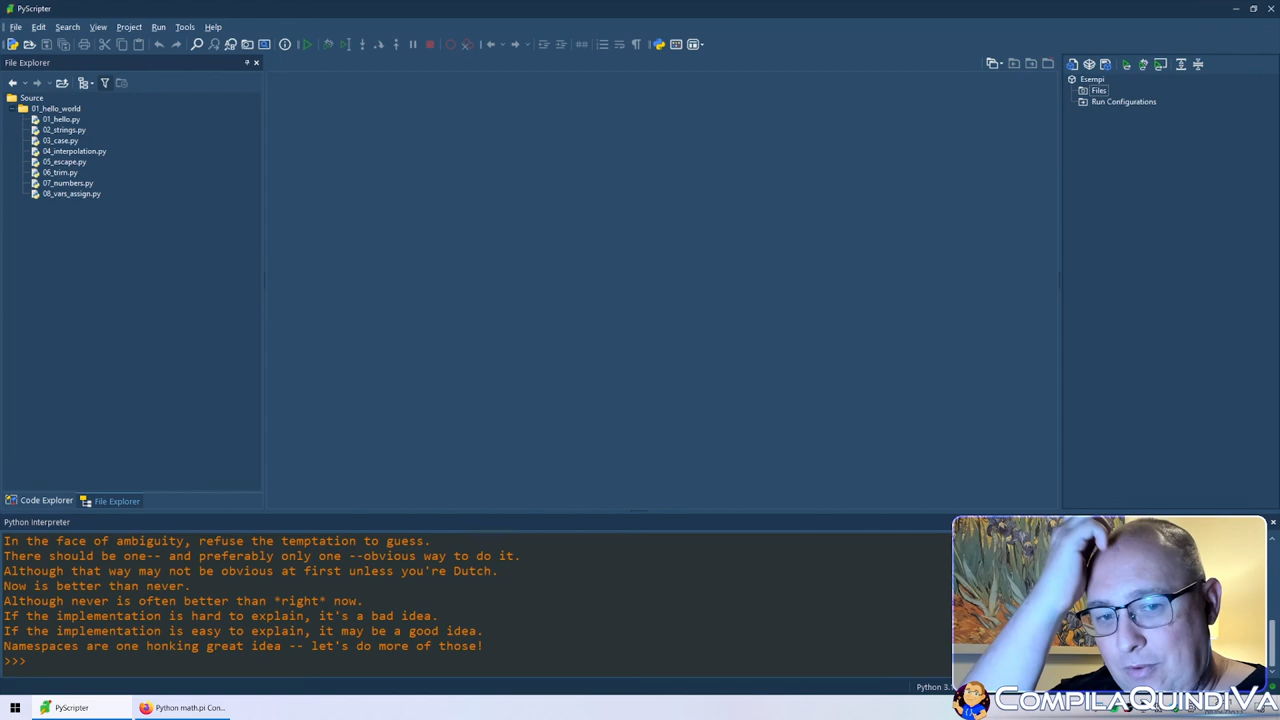 PyScripter
File Edit Search View Project Run Tools Help
File Explorer
Source
01_hello_world
01_hello.py
02_strings.py
03_case.py
04_interpolation.py
05_escape.py
06_trim.py
07_numbers.py
08_vars_assign.py
Esempi
Files
Run Configurations
Code Explorer File Explorer
Python Interpreter
In the face of ambiguity, refuse the temptation to guess.
There should be one-- and preferably only one --obvious way to do it.
Although that way may not be obvious at first unless you're Dutch.
Now is better than never.
Although never is often better than *right* now.
If the implementation is hard to explain, it's a bad idea.
If the implementation is easy to explain, it may be a good idea.
Namespaces are one honking great idea -- let's do more of those!
>>>
Python
COMPILAQUINDIVA
PyScripter Python math.pi Con...